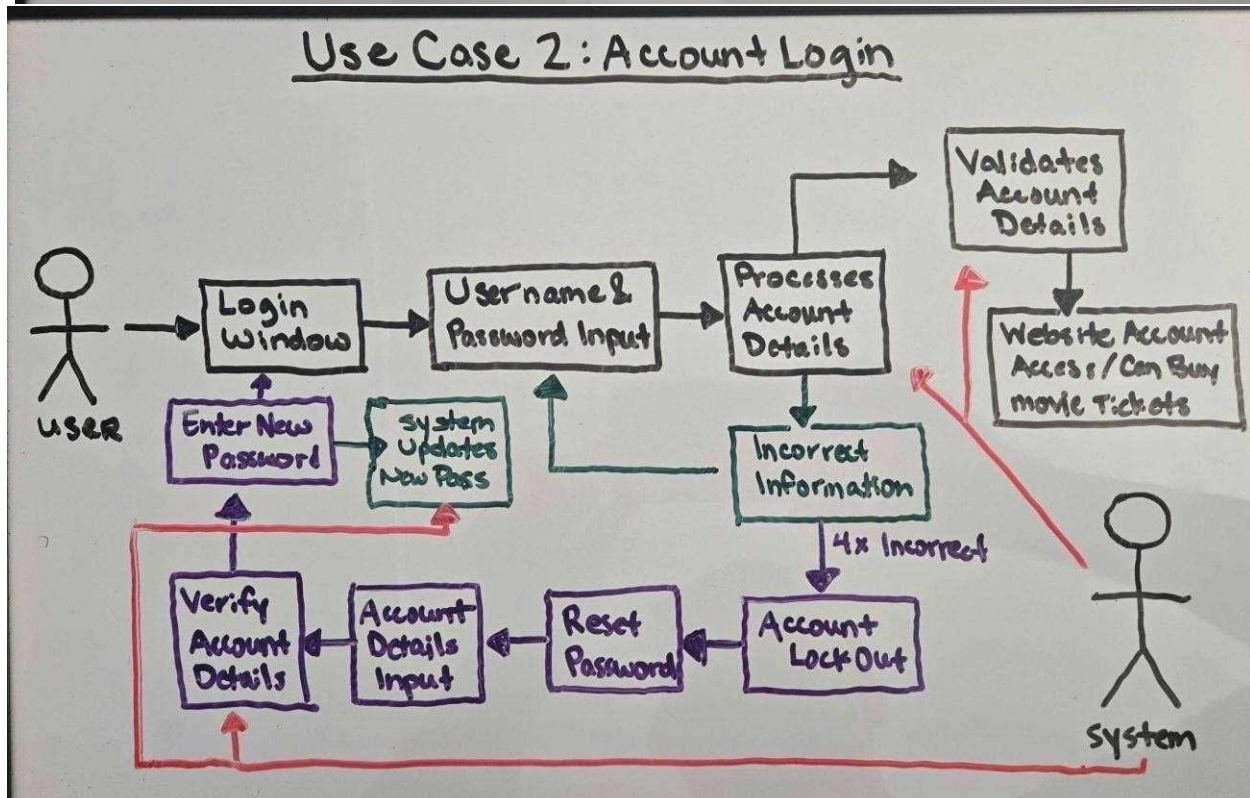 Use Case 2: Account Login
user
Login
Window
Username &
Password Input
Processes
Account
Details
Validates
Account
Details
Website Account
Access/Can Buy
movie Tickets
Incorrect
Information
4x Incorrect
Account
Lock Out
Reset
Password
Account
Details
Input
Verify
Account
Details
Enter New
Password
System
Updates
New Pass
System